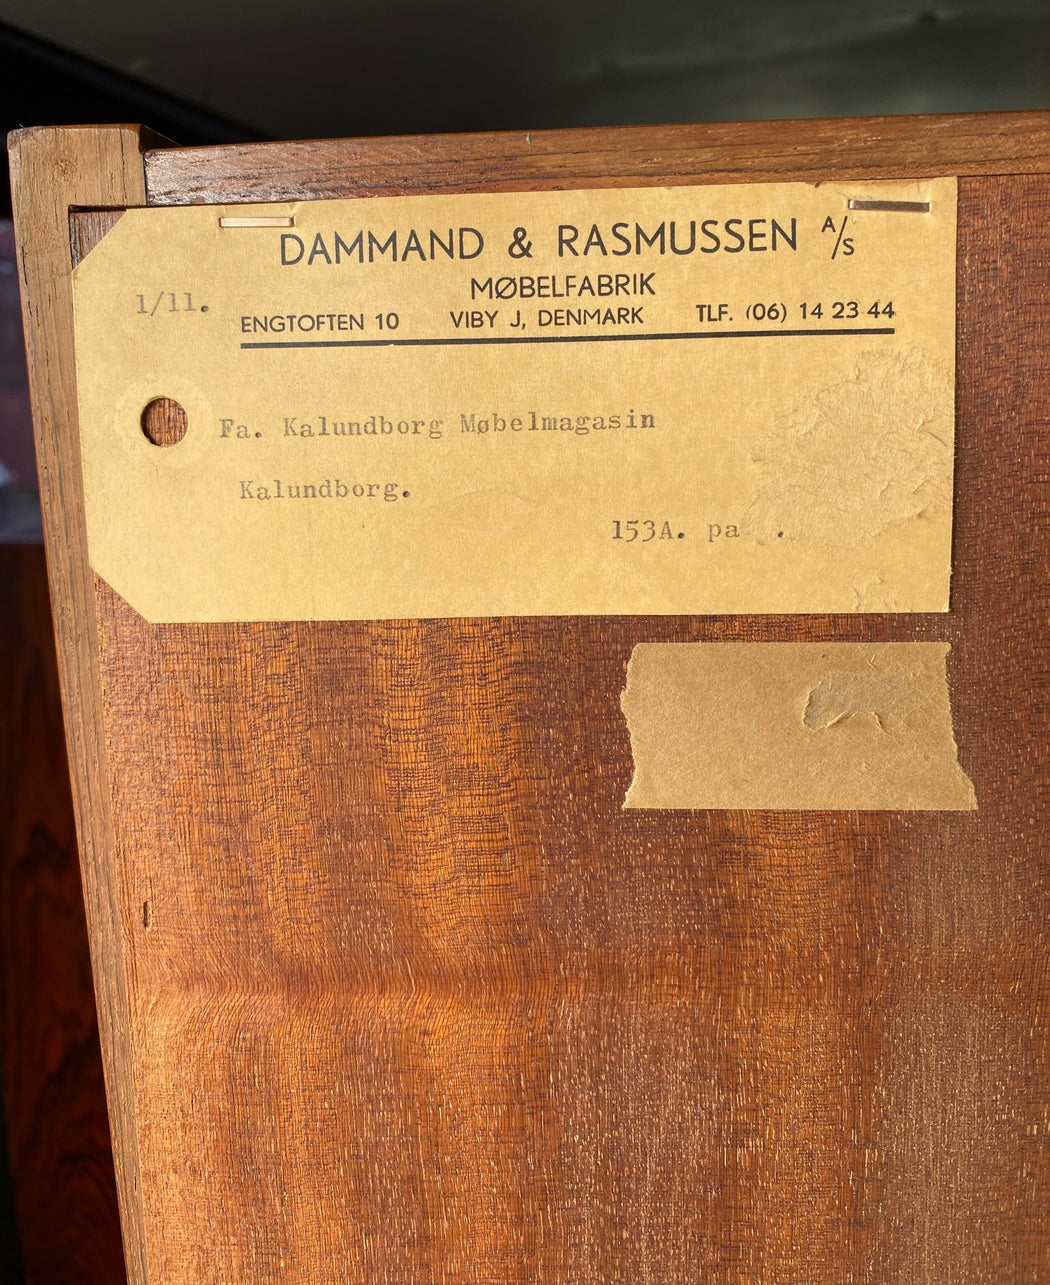 DAMMAND & RASMUSSEN A/S
MØBELFABRIK
1/11.
ENGTOFTEN 10 VIBY J, DENMARK TLF. (06) 14 23 44
Fa. Kalundborg Møbelmagasin
Kalundborg.
153A. pa .